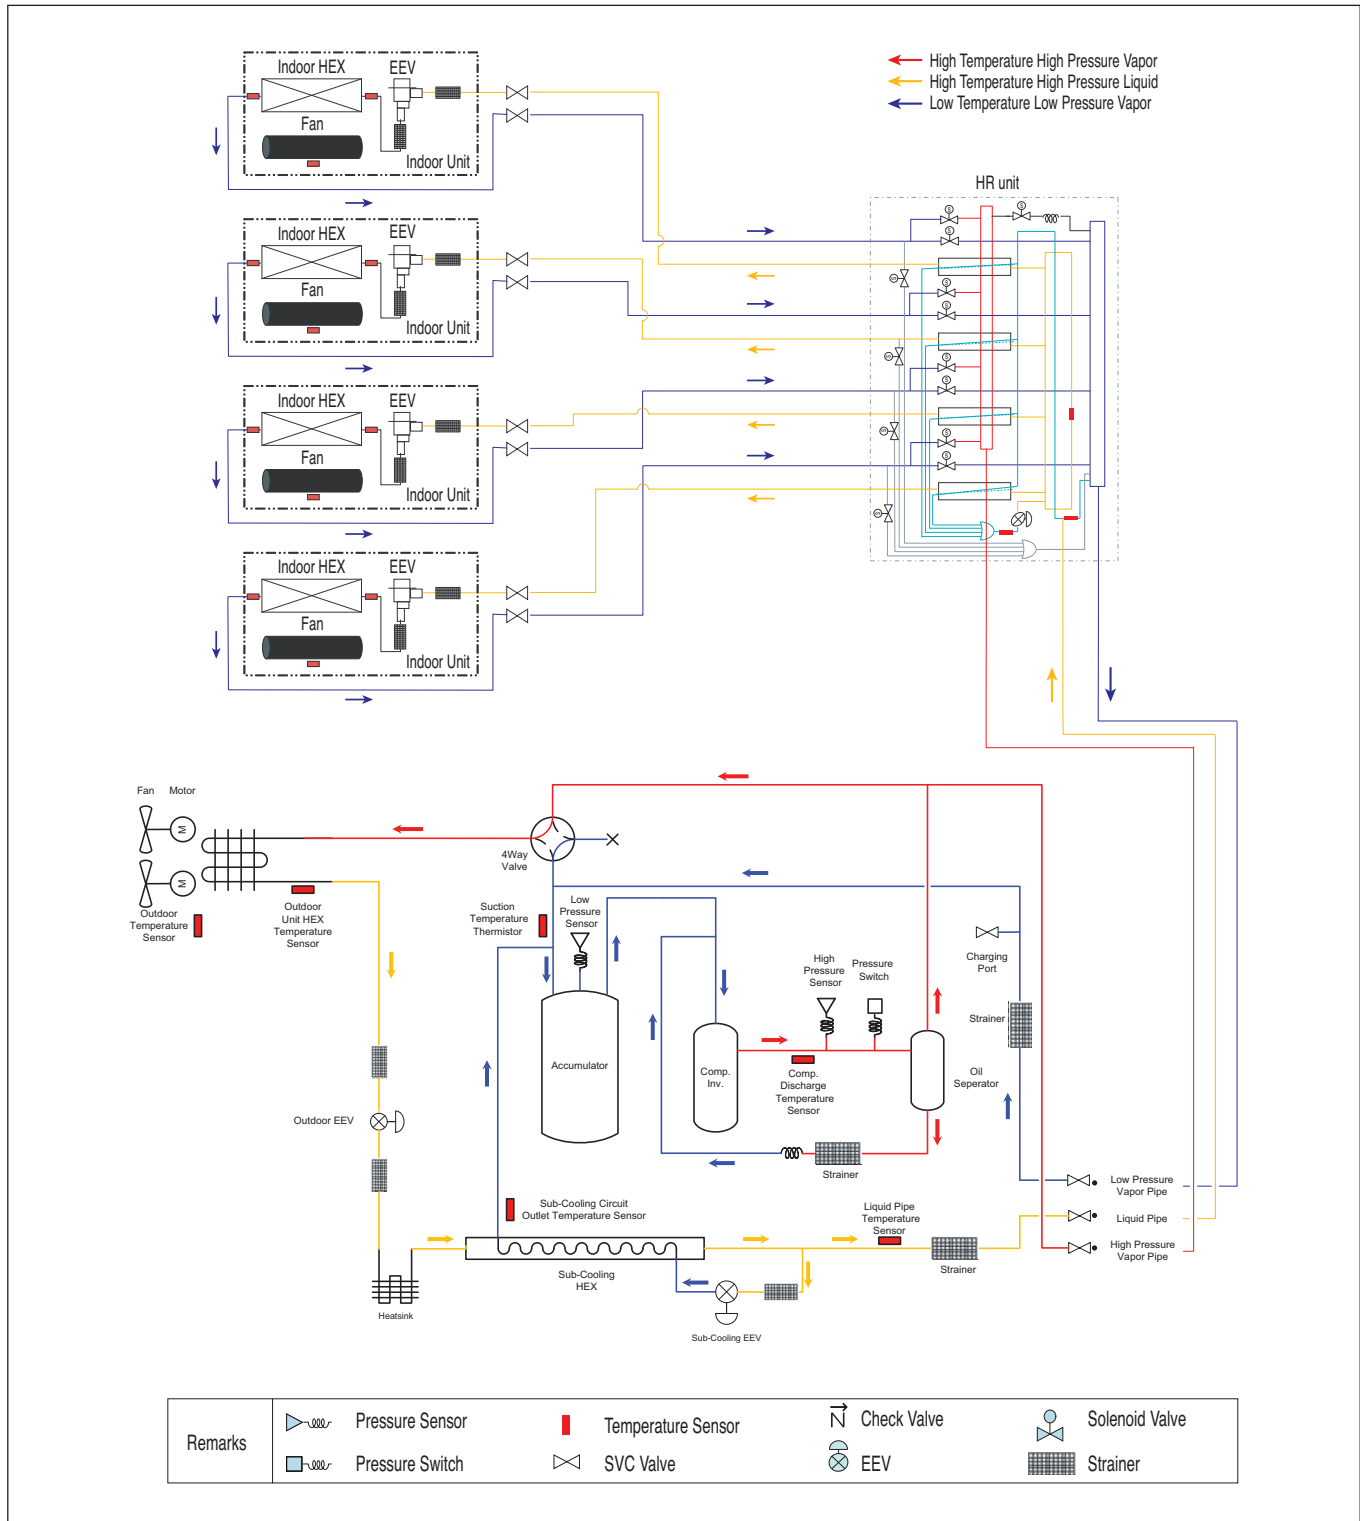 High Temperature High Pressure Vapor
High Temperature High Pressure Liquid
Low Temperature Low Pressure Vapor
Indoor HEX
EEV
Fan
Indoor Unit
Indoor HEX
EEV
Fan
Indoor Unit
Indoor HEX
EEV
Fan
Indoor Unit
Indoor HEX
EEV
Fan
Indoor Unit
HR unit
S
S
S
S
S
S
S
S
S
S
S
S
S
Fan
Motor
M
M
4Way
Valve
Outdoor
Temperature
Sensor
Outdoor
Unit HEX
Temperature
Sensor
Suction
Temperature
Thermistor
Low
Pressure
Sensor
High
Pressure
Sensor
Pressure
Switch
Charging
Port
Strainer
Accumulator
Comp.
Inv.
Comp.
Discharge
Temperature
Sensor
Oil
Seperator
Outdoor EEV
Strainer
Sub-Cooling Circuit
Outlet Temperature Sensor
Liquid Pipe
Temperature
Sensor
Low Pressure
Vapor Pipe
Liquid Pipe
High Pressure
Vapor Pipe
Strainer
Sub-Cooling
HEX
Heatsink
Sub-Cooling EEV
Remarks
Pressure Sensor
Temperature Sensor
Check Valve
Solenoid Valve
Pressure Switch
SVC Valve
EEV
Strainer